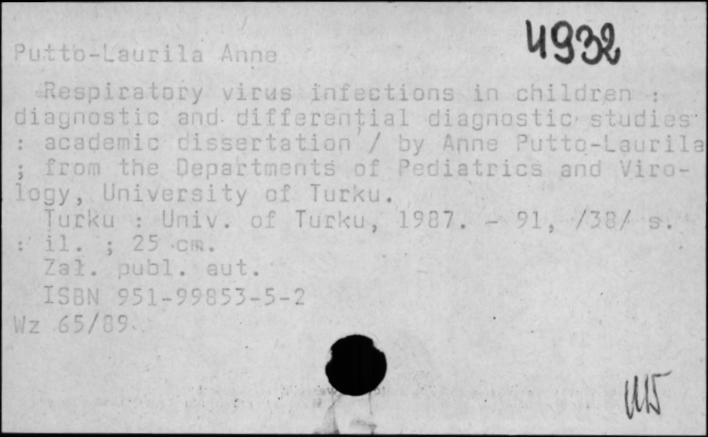 4932
Putto-Laurila Anne
Respiratory virus infections in children :
diagnostic and differential diagnostic studies
: academic dissertation / by Anne Putto-Laurila
; from the Departments of Pediatrics and Viro-
logy, University of Turku.
Turku : Univ. of Turku, 1987. - 91, /38/ s.
: il. ; 25 cm.
Zał. publ. aut.
ISBN 951-99853-5-2
Wz 65/89